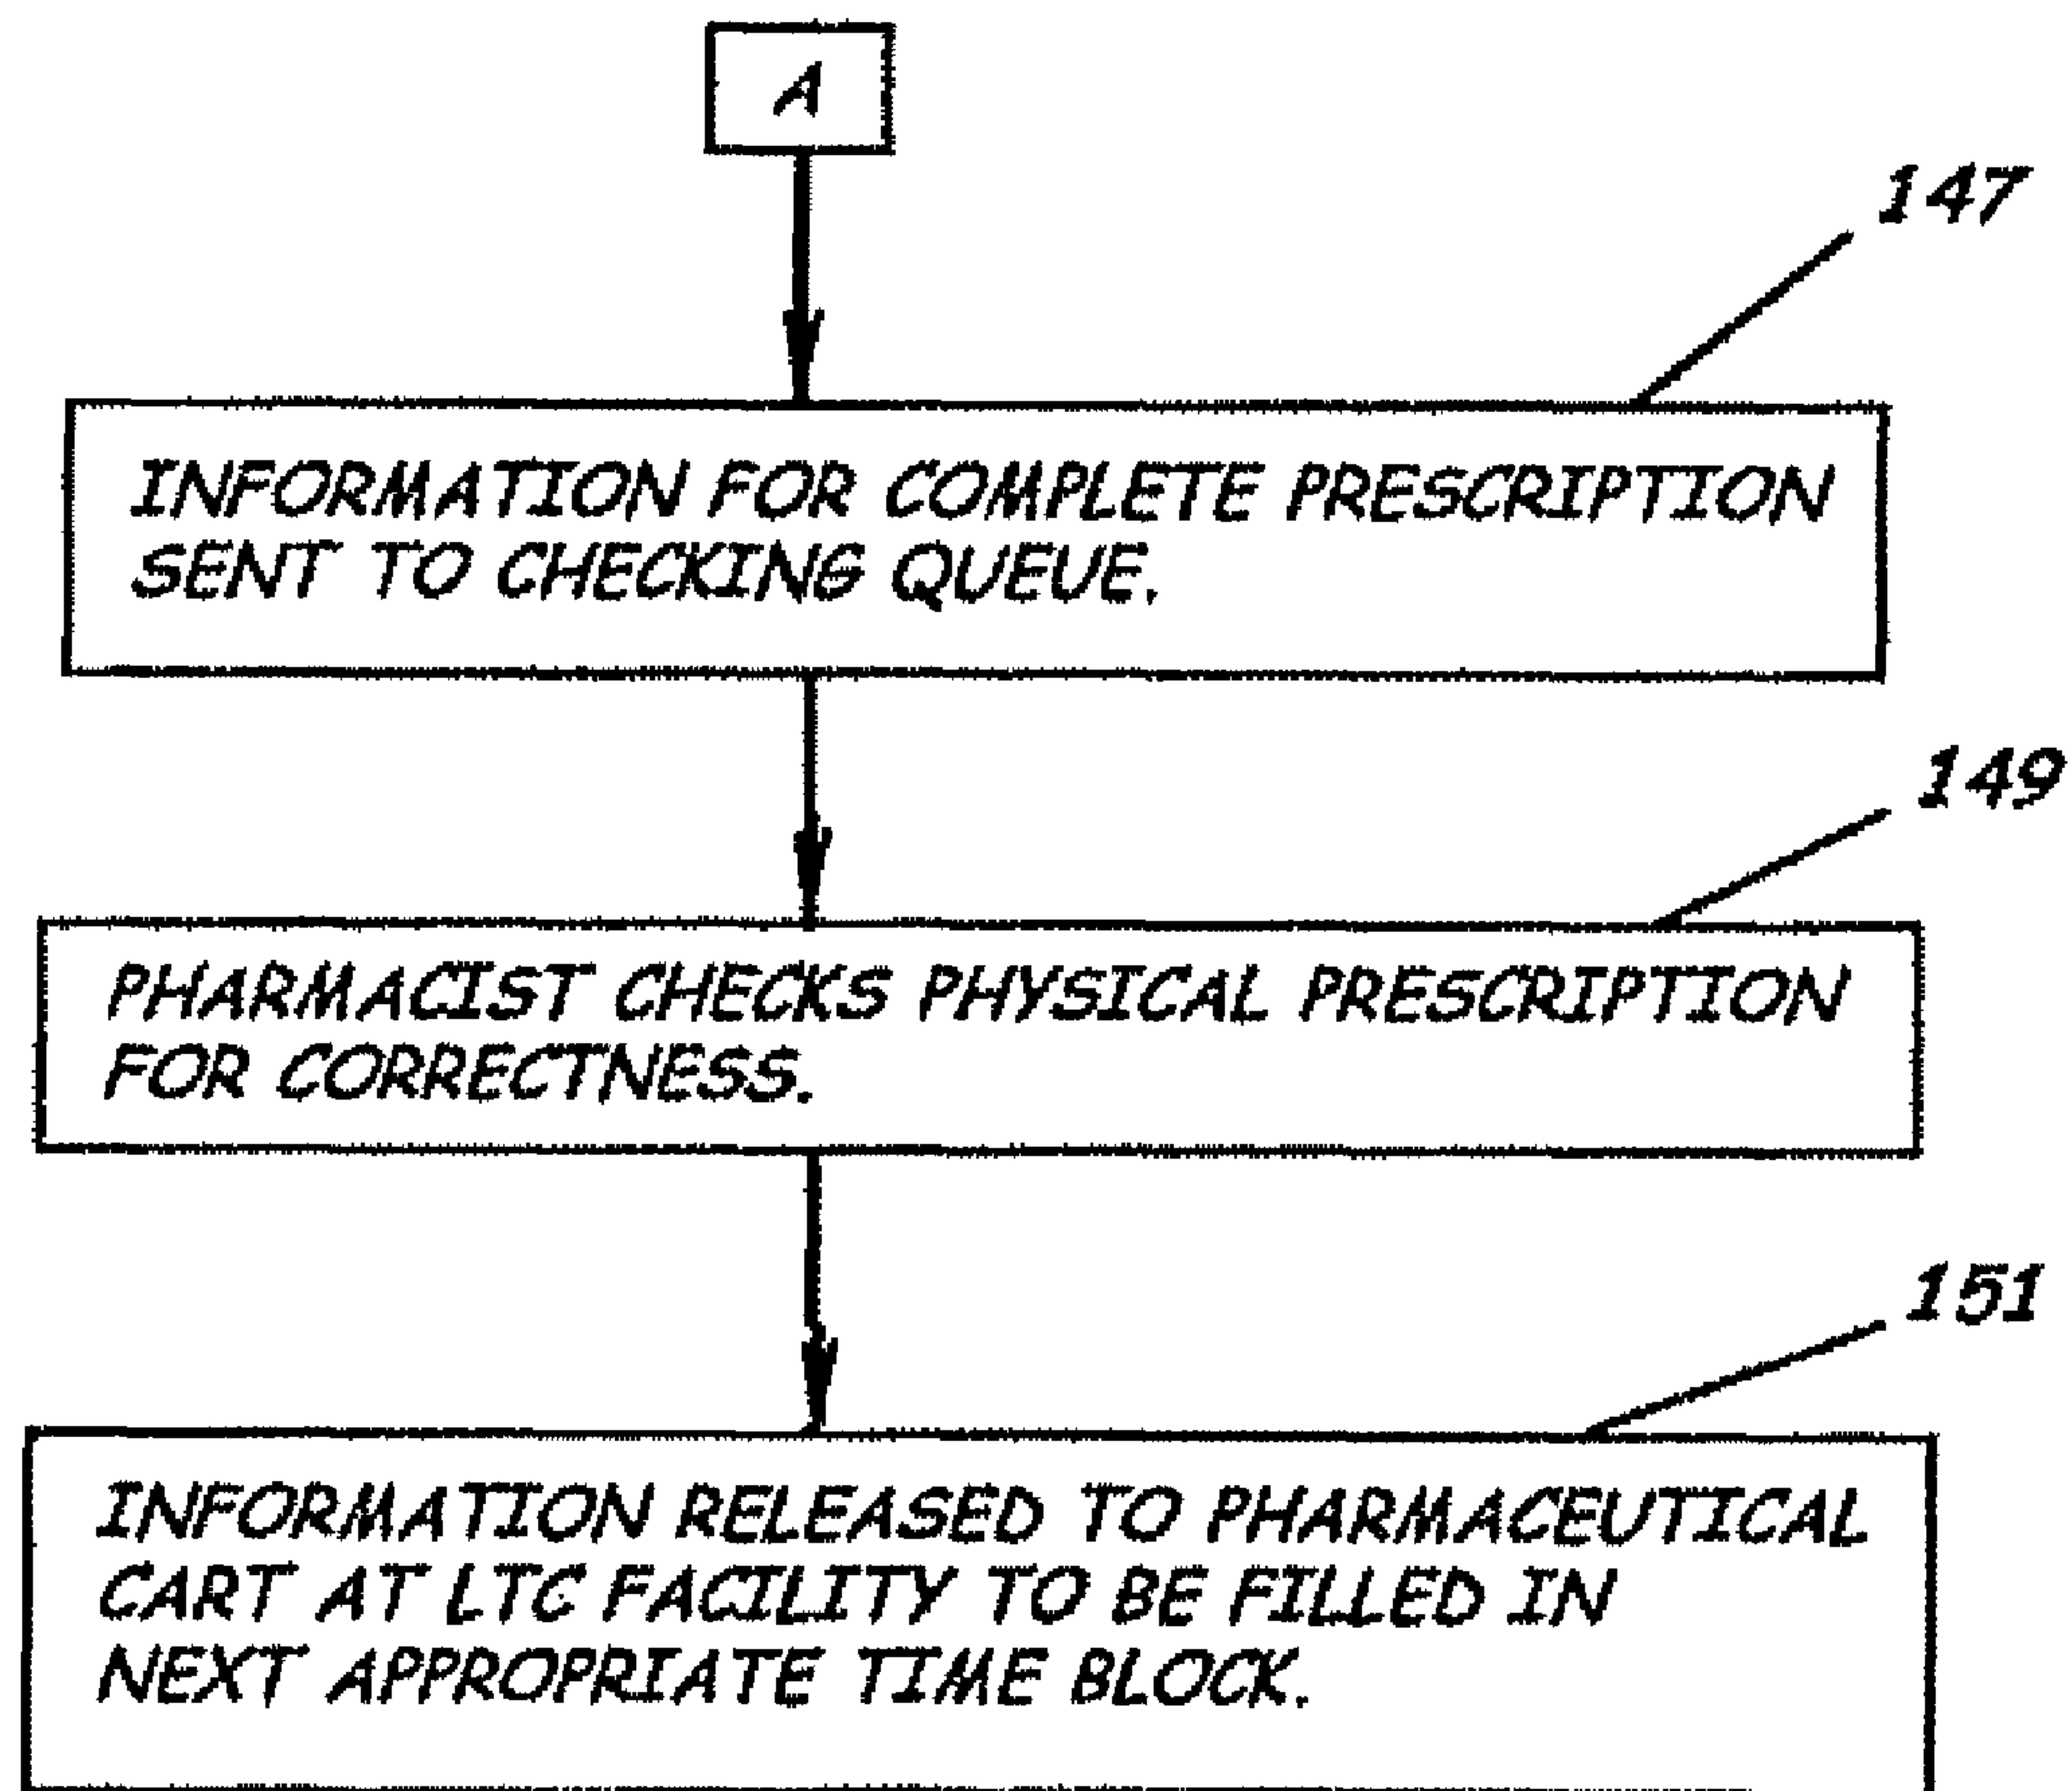 A
147
INFORMATION FOR COMPLETE PRESCRIPTION
SENT TO CHECKING QUEUE.
149
PHARMACIST CHECKS PHYSICAL PRESCRIPTION
FOR CORRECTNESS.
151
INFORMATION RELEASED TO PHARMACEUTICAL
CART AT LTC FACILITY TO BE FILLED IN
NEXT APPROPRIATE TIME BLOCK.